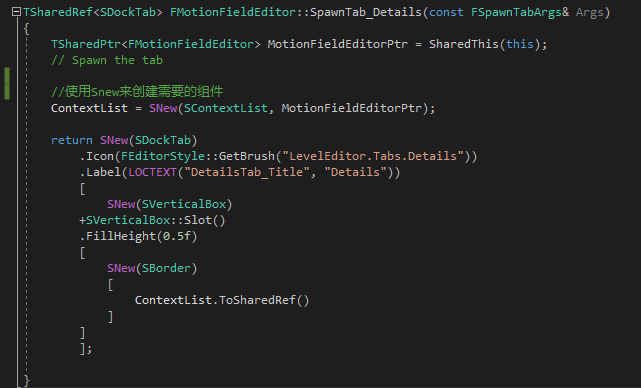 TSharedRef<SDockTab> FMotionFieldEditor::SpawnTab_Details(const FSpawnTabArgs& Args)
{
TSharedPtr<FMotionFieldEditor> MotionFieldEditorPtr = SharedThis(this);
// Spawn the tab
//使用Snew来创建需要的组件
ContextList = SNew(SContextList, MotionFieldEditorPtr);
return SNew(SDockTab)
.Icon(FEditorStyle::GetBrush("LevelEditor.Tabs.Details"))
.Label(LOCTEXT("DetailsTab_Title", "Details"))
[
SNew(SVerticalBox)
+SVerticalBox::Slot()
.FillHeight(0.5f)
[
SNew(SBorder)
[
ContextList.ToSharedRef()
]
]
];
}